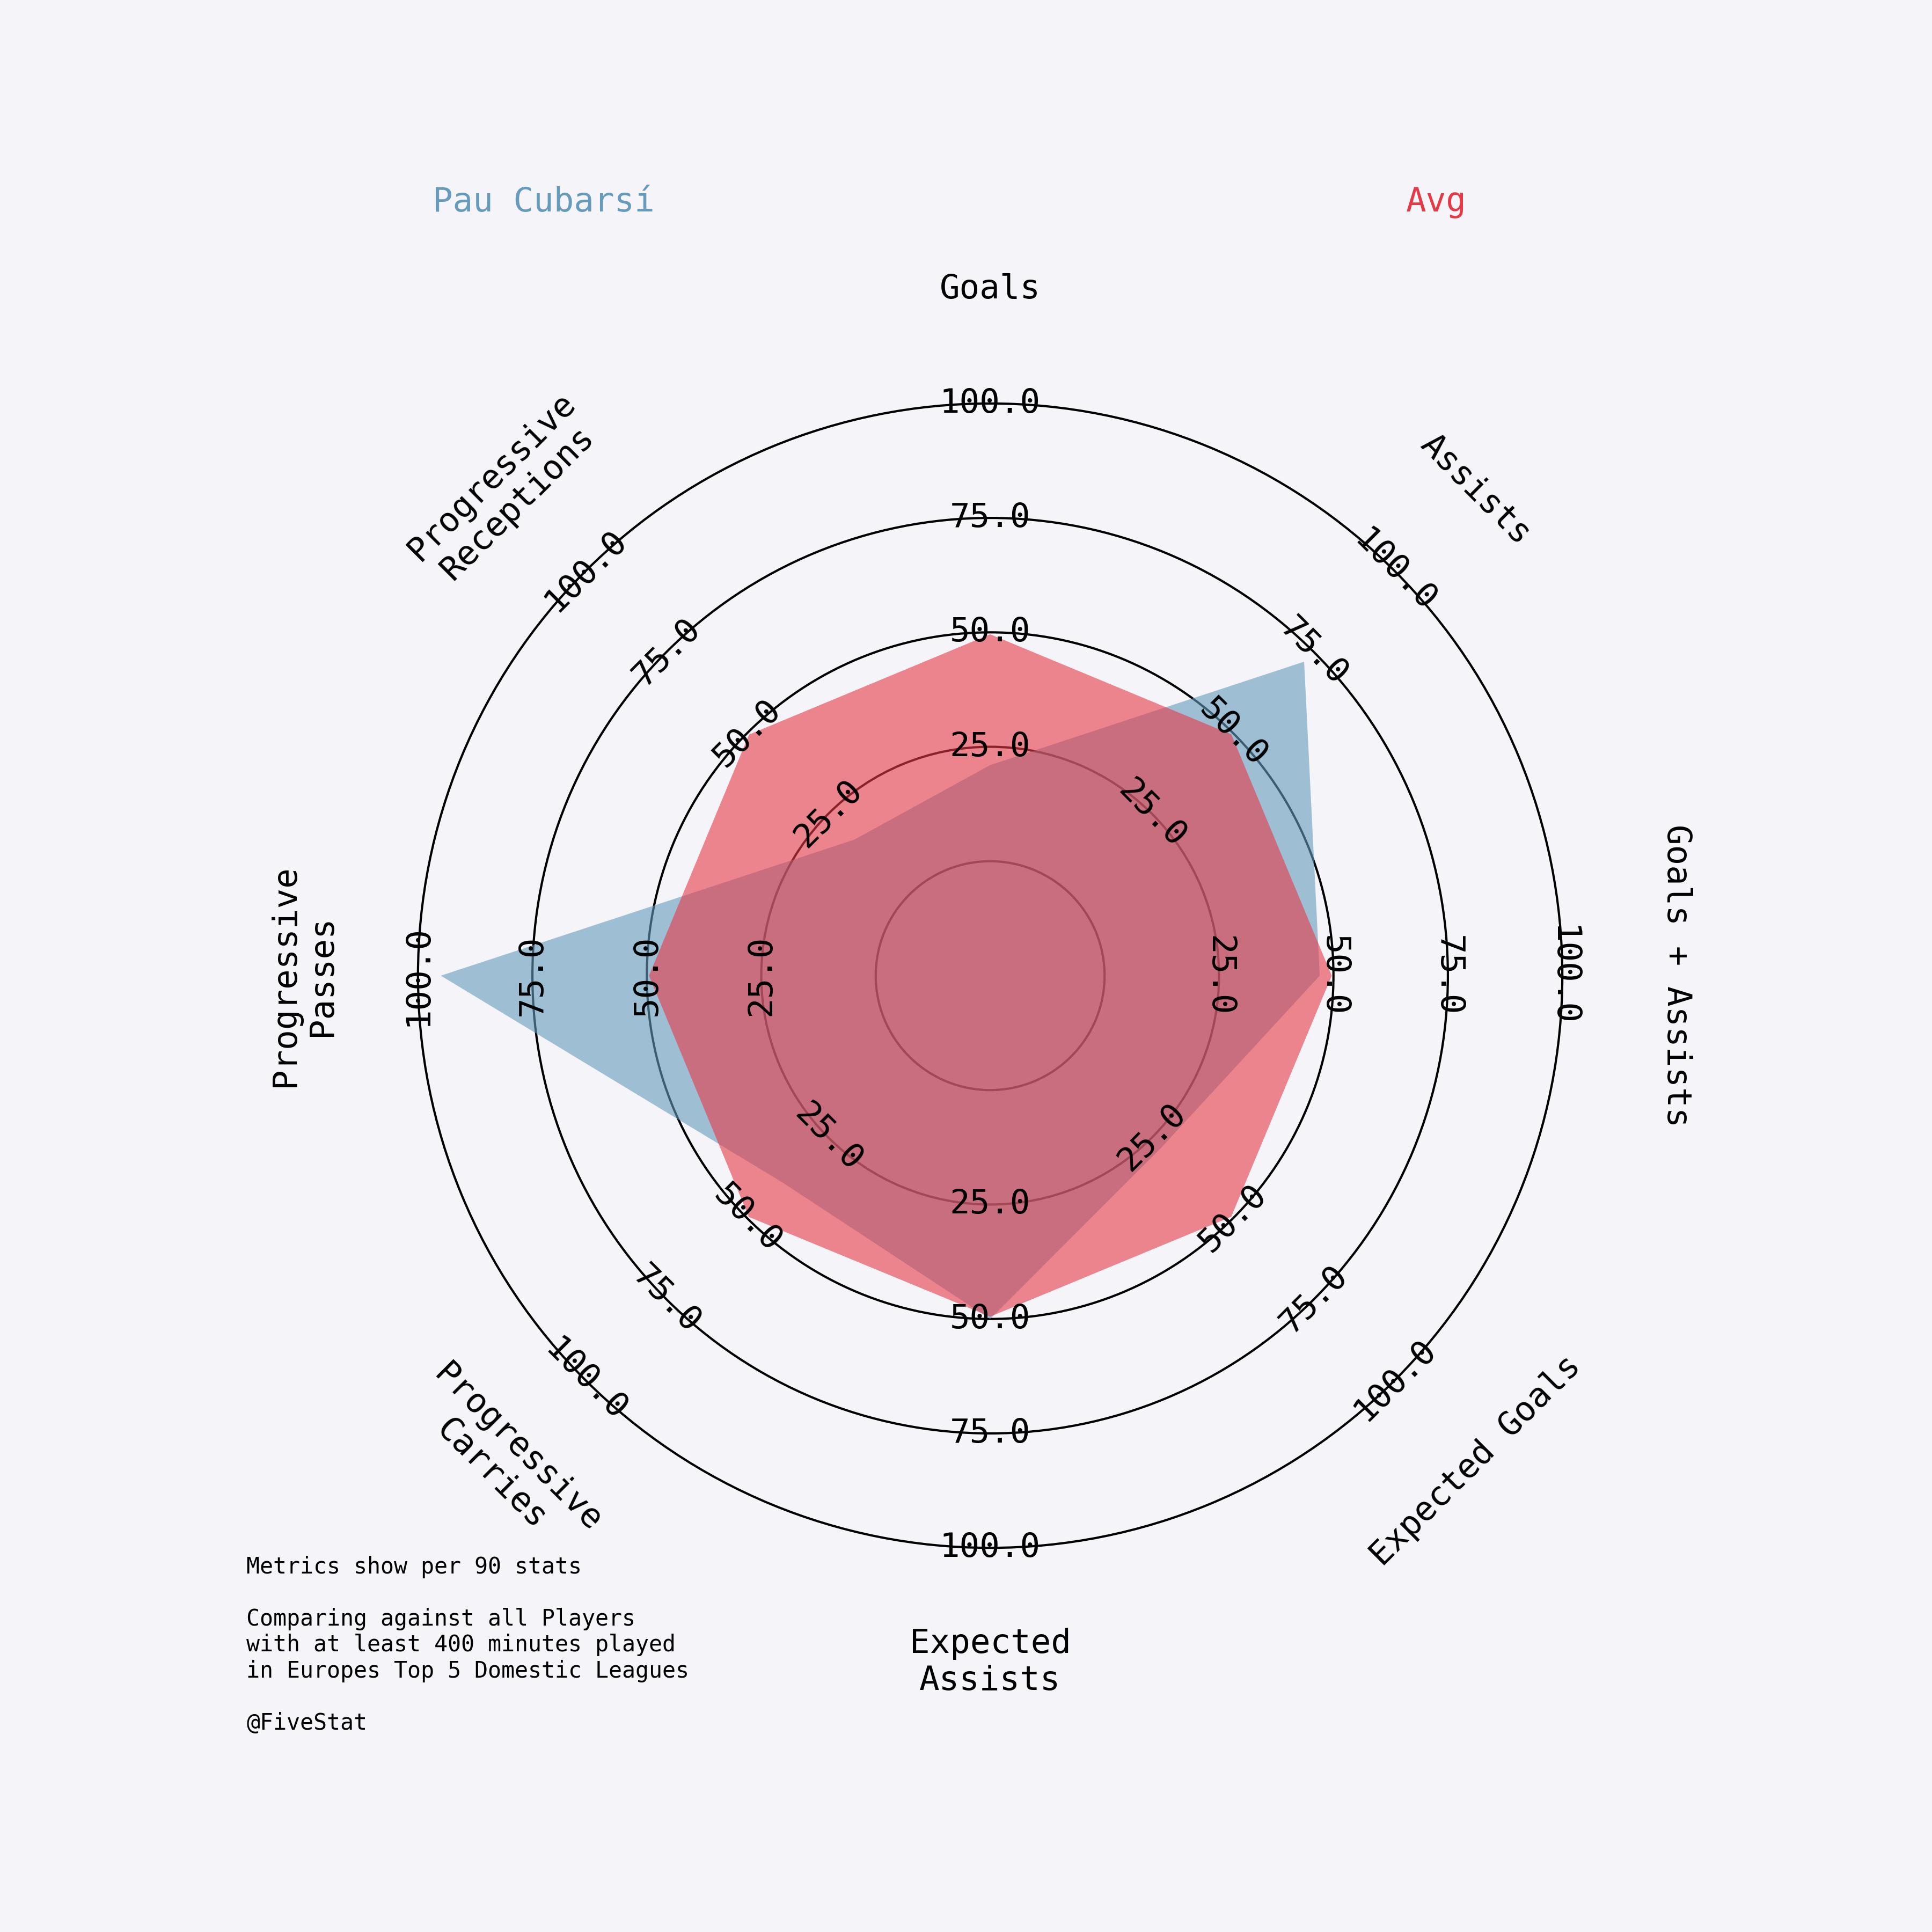 Pau Cubarsí
Avg
Goals
Assists
Goals + Assists
Expected Goals
Expected
Assists
Progressive
Carries
Progressive
Passes
Progressive
Receptions
100.0
75.0
50.0
25.0
100.0
75.0
50.0
25.0
25.0
50.0
75.0
100.0
25.0
50.0
75.0
100.0
25.0
50.0
75.0
100.0
25.0
50.0
75.0
100.0
100.0
75.0
50.0
25.0
100.0
75.0
50.0
25.0
Metrics show per 90 stats
Comparing against all Players
with at least 400 minutes played
in Europes Top 5 Domestic Leagues
@FiveStat